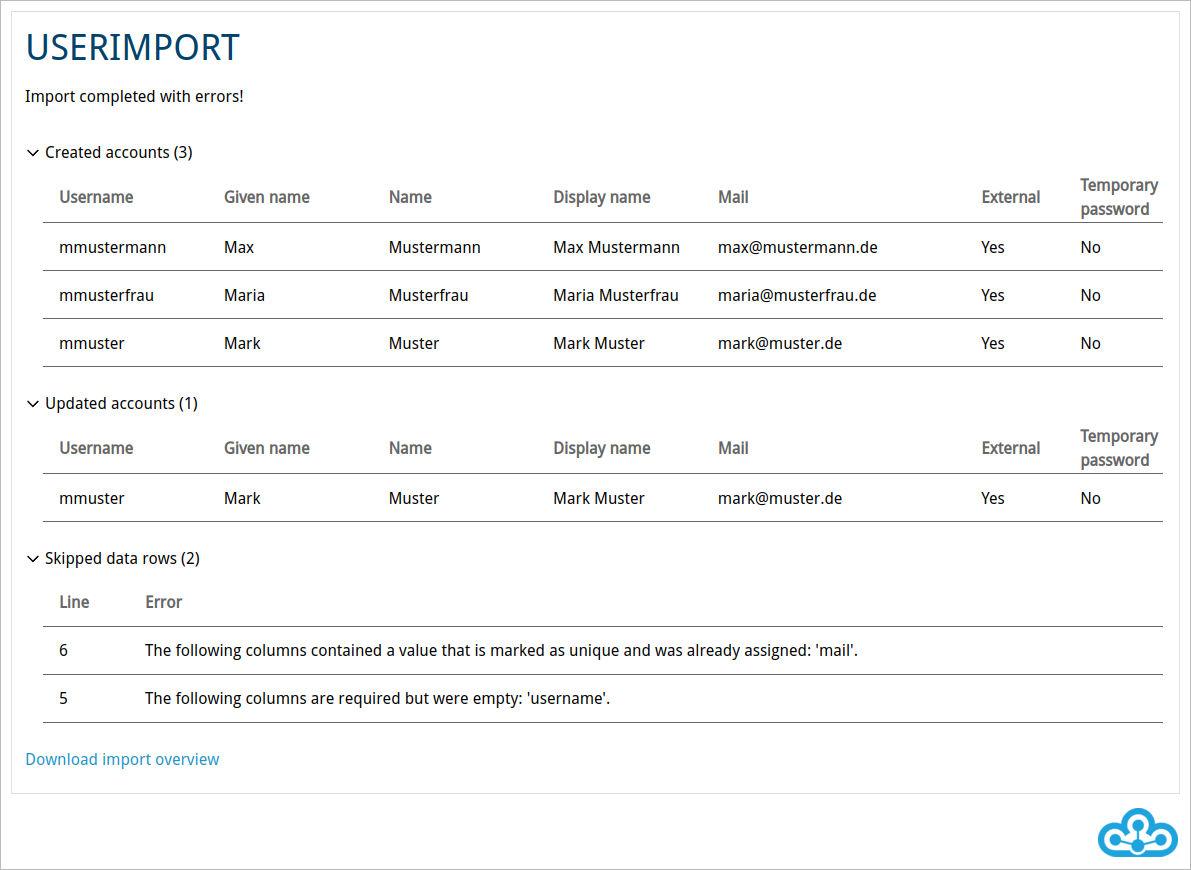 USERIMPORT
Import completed with errors!
Created accounts (3)
Username Given name Name Display name Mail External Temporary password
mmustermann Max Mustermann Max Mustermann max@mustermann.de Yes No
mmusterfrau Maria Musterfrau Maria Musterfrau maria@musterfrau.de Yes No
mmuster Mark Muster Mark Muster mark@muster.de Yes No
Updated accounts (1)
Username Given name Name Display name Mail External Temporary password
mmuster Mark Muster Mark Muster mark@muster.de Yes No
Skipped data rows (2)
Line Error
6 The following columns contained a value that is marked as unique and was already assigned: 'mail'.
5 The following columns are required but were empty: 'username'.
Download import overview